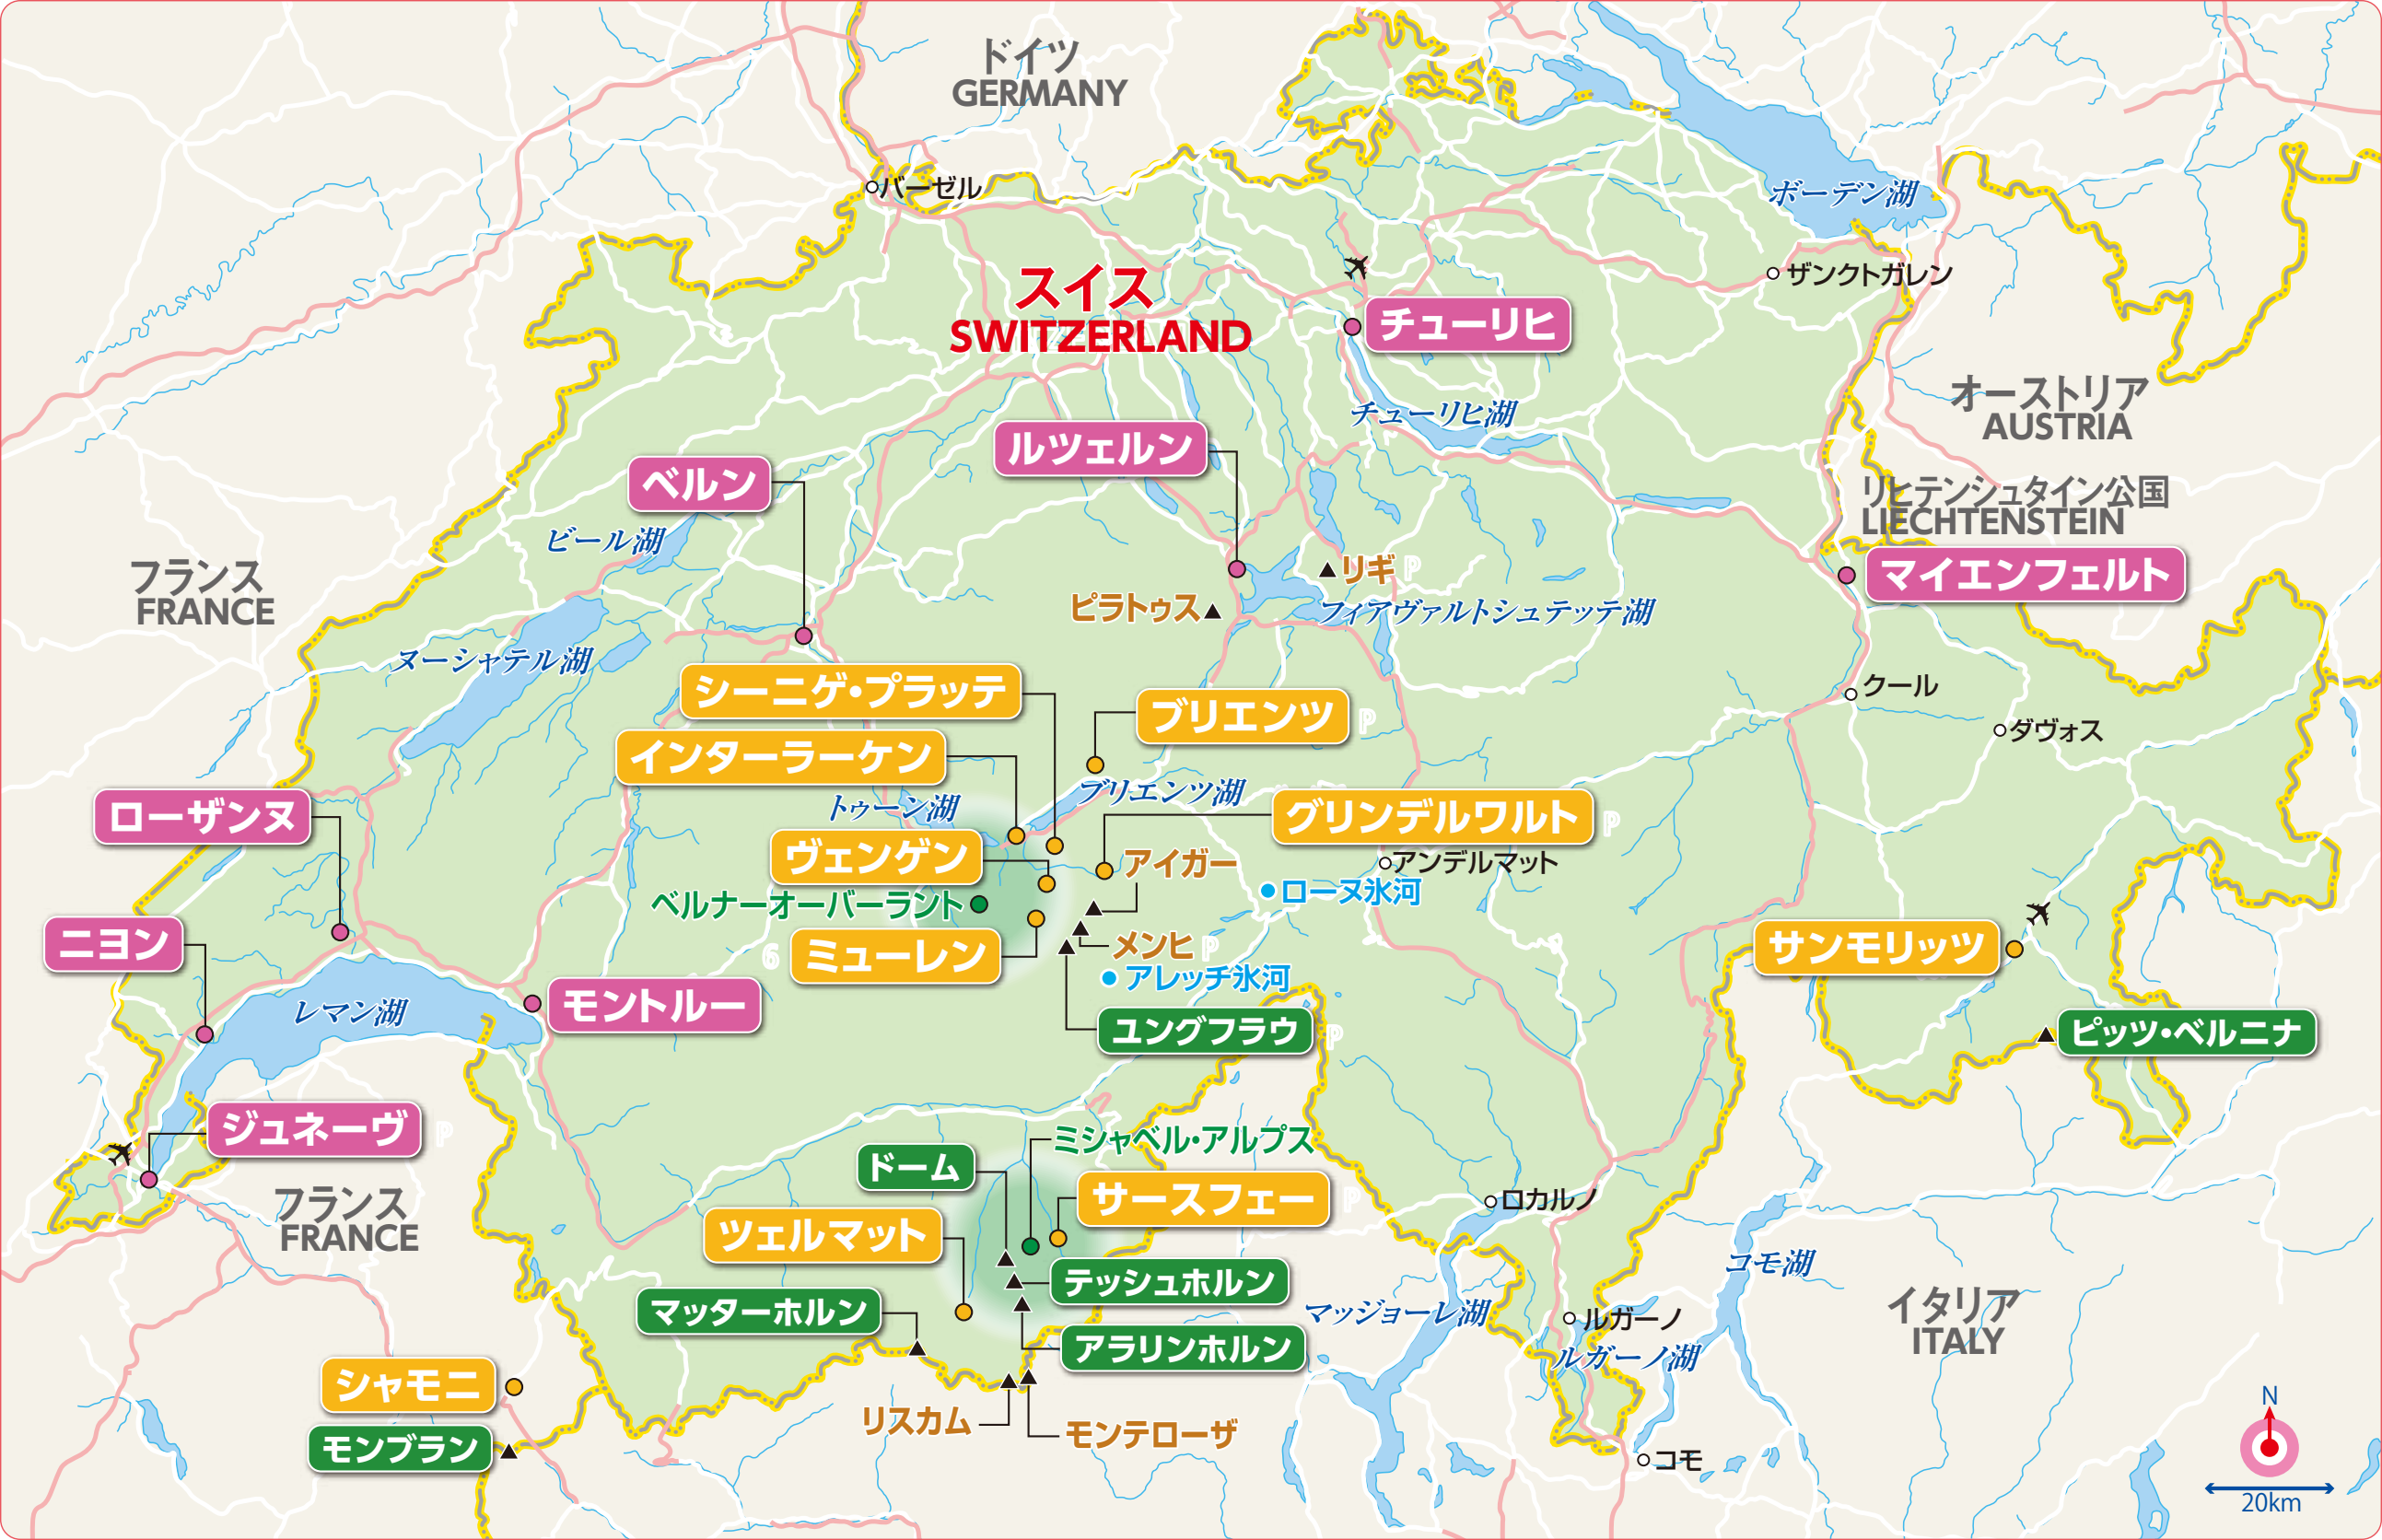 ドイツ
GERMANY
バーゼル
ボーデン湖
ザンクトガレン
スイス
SWITZERLAND
チューリヒ
チューリヒ湖
オーストリア
AUSTRIA
ルツェルン
ベルン
リヒテンシュタイン公国
LIECHTENSTEIN
ビール湖
フランス
FRANCE
リギ
P
マイエンフェルト
ピラトゥス
フィアヴァルトシュテッテ湖
ヌーシャテル湖
シーニゲ・プラッテ
クール
ブリエンツ
P
ダヴォス
インターラーケン
トゥーン湖
ブリエンツ湖
ローザンヌ
グリンデルワルト
P
ヴェンゲン
アイガー
アンデルマット
ベルナーオーバーラント
ローヌ氷河
ニヨン
6
ミューレン
メンヒ
P
サンモリッツ
アレッチ氷河
レマン湖
モントルー
ユングフラウ
P
ピッツ・ベルニナ
ジュネーヴ
P
ミシャベル・アルプス
ドーム
サースフェー
P
フランス
FRANCE
ツェルマット
ロカルノ
コモ湖
テッシュホルン
マッターホルン
マッジョーレ湖
ルガーノ
イタリア
ITALY
アラリンホルン
ルガーノ湖
シャモニ
リスカム
モンテローザ
モンブラン
コモ
N
20km